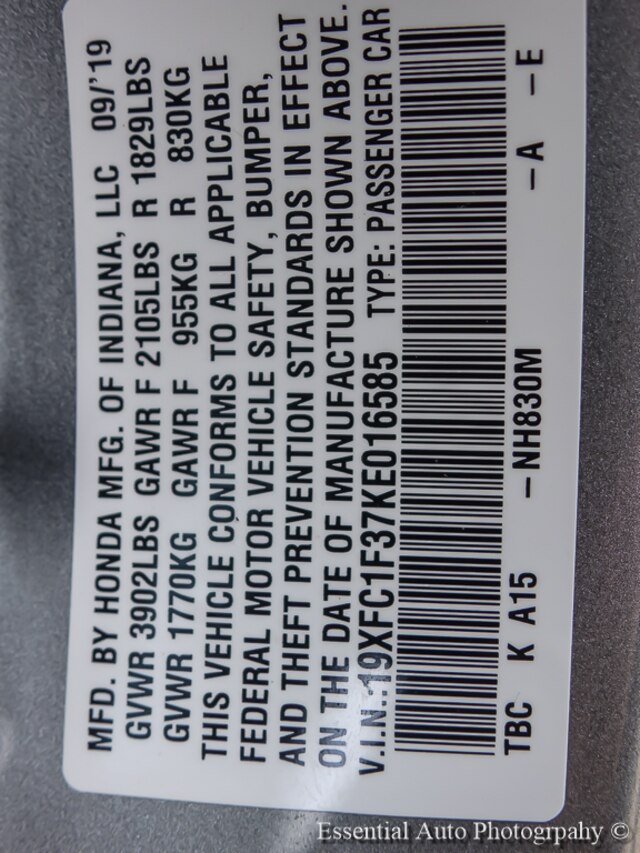 MFD. BY HONDA MFG. OF INDIANA, LLC 09/'19
GVWR 3902LBS GAWR F 2105LBS R 1829LBS
GVWR 1770KG GAWR F 955KG R 830KG
THIS VEHICLE CONFORMS TO ALL APPLICABLE
FEDERAL MOTOR VEHICLE SAFETY, BUMPER,
AND THEFT PREVENTION STANDARDS IN EFFECT
ON THE DATE OF MANUFACTURE SHOWN ABOVE.
V.I.N.:19XFC1F37KE016585 TYPE: PASSENGER CAR
TBC K A15 -NH830M -A -E
Essential Auto Photogrpahy ©